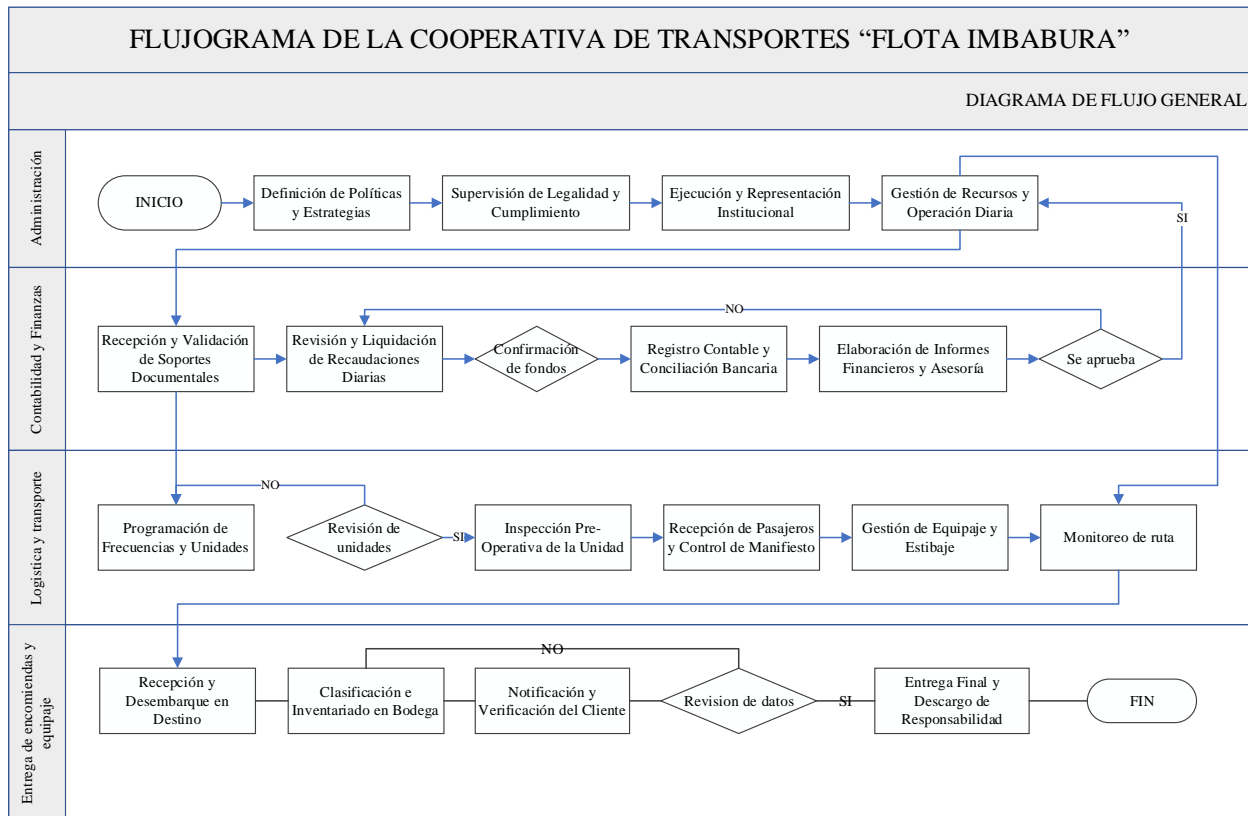 FLUJOGRAMA DE LA COOPERATIVA DE TRANSPORTES “FLOTA IMBABURA”
DIAGRAMA DE FLUJO GENERAL
Administración
INICIO
Definición de Políticas
y Estrategias
Supervisión de Legalidad y
Cumplimiento
Ejecución y Representación
Institucional
Gestión de Recursos y
Operación Diaria
SI
Contabilidad y Finanzas
NO
Recepción y Validación
de Soportes
Documentales
Revisión y Liquidación
de Recaudaciones
Diarias
Confirmación
de fondos
Registro Contable y
Conciliación Bancaria
Elaboración de Informes
Financieros y Asesoría
Se aprueba
Logistica y transporte
NO
Programación de
Frecuencias y Unidades
Revisión de
unidades
SI
Inspección Pre-
Operativa de la Unidad
Recepción de Pasajeros
y Control de Manifiesto
Gestión de Equipaje y
Estibaje
Monitoreo de ruta
Entrega de encomiendas y
equipaje
NO
Recepción y
Desembarque en
Destino
Clasificación e
Inventariado en Bodega
Notificación y
Verificación del Cliente
Revision de datos
SI
Entrega Final y
Descargo de
Responsabilidad
FIN